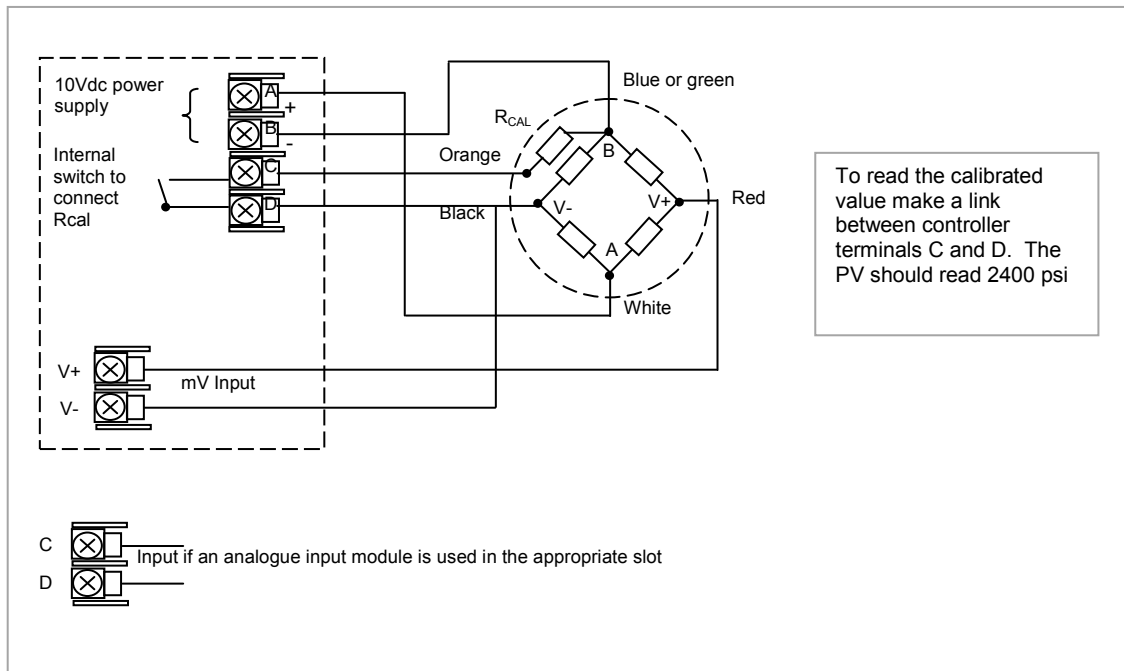 10Vdc power
supply
A
+
B
-
Internal
switch to
connect
Rcal
C
D
Blue or green
RCAL
Orange
B
Black
V-
V+
Red
A
White
V+
mV Input
V-
To read the calibrated
value make a link
between controller
terminals C and D. The
PV should read 2400 psi
C
Input if an analogue input module is used in the appropriate slot
D